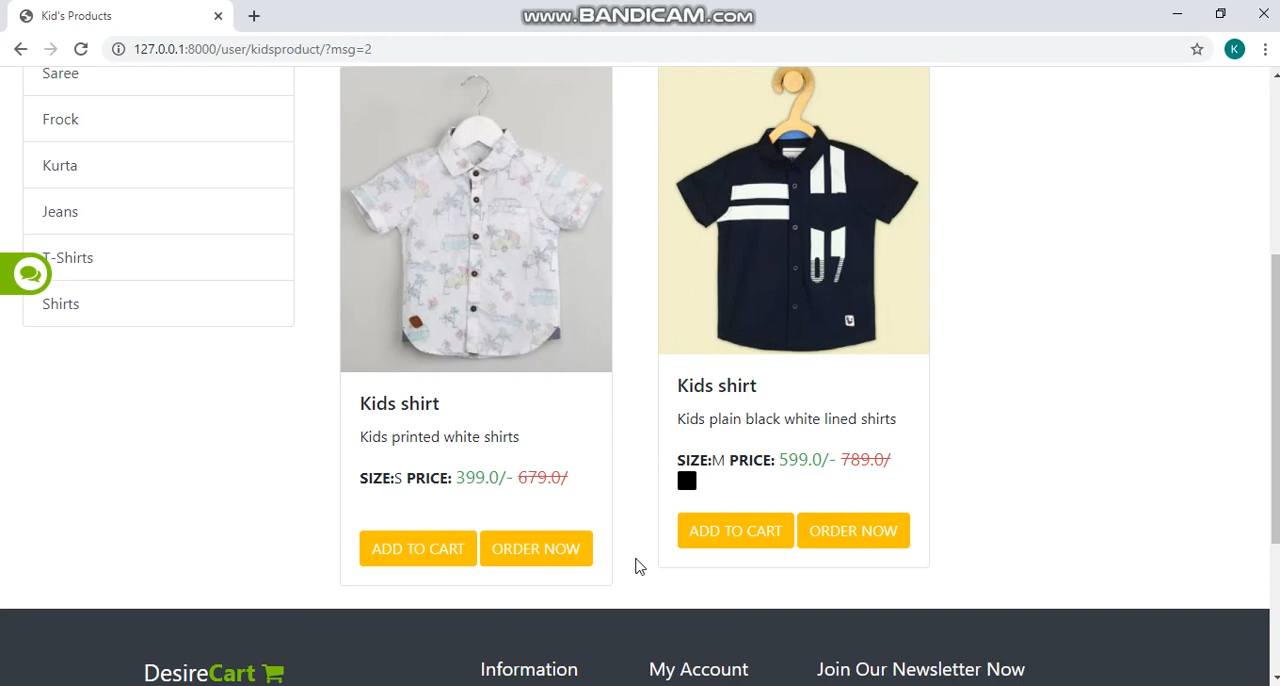 Kid's Products
www.BANDICAM.com
127.0.0.1:8000/user/kidsproduct/?msg=2
K
Saree
Frock
Kurta
Jeans
T-Shirts
Shirts
07
Kids shirt
Kids printed white shirts
SIZE:S PRICE: 399.0/- 679.0/
ADD TO CART ORDER NOW
Kids shirt
Kids plain black white lined shirts
SIZE:M PRICE: 599.0/- 789.0/
ADD TO CART ORDER NOW
DesireCart
Information
My Account
Join Our Newsletter Now